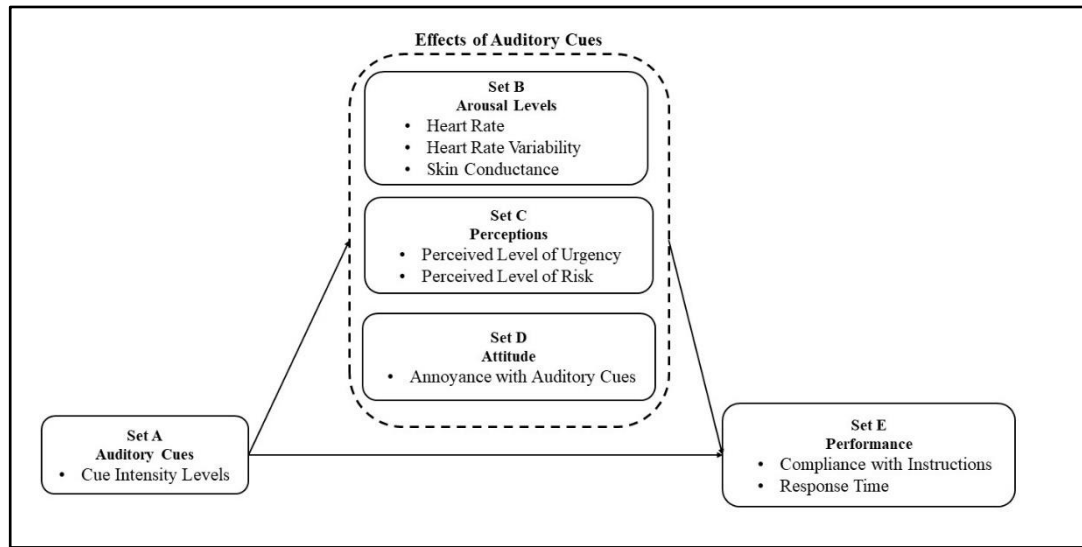 Effects of Auditory Cues
Set B
Arousal Levels
• Heart Rate
• Heart Rate Variability
• Skin Conductance
Set C
Perceptions
• Perceived Level of Urgency
• Perceived Level of Risk
Set D
Attitude
• Annoyance with Auditory Cues
Set A
Auditory Cues
• Cue Intensity Levels
Set E
Performance
• Compliance with Instructions
• Response Time